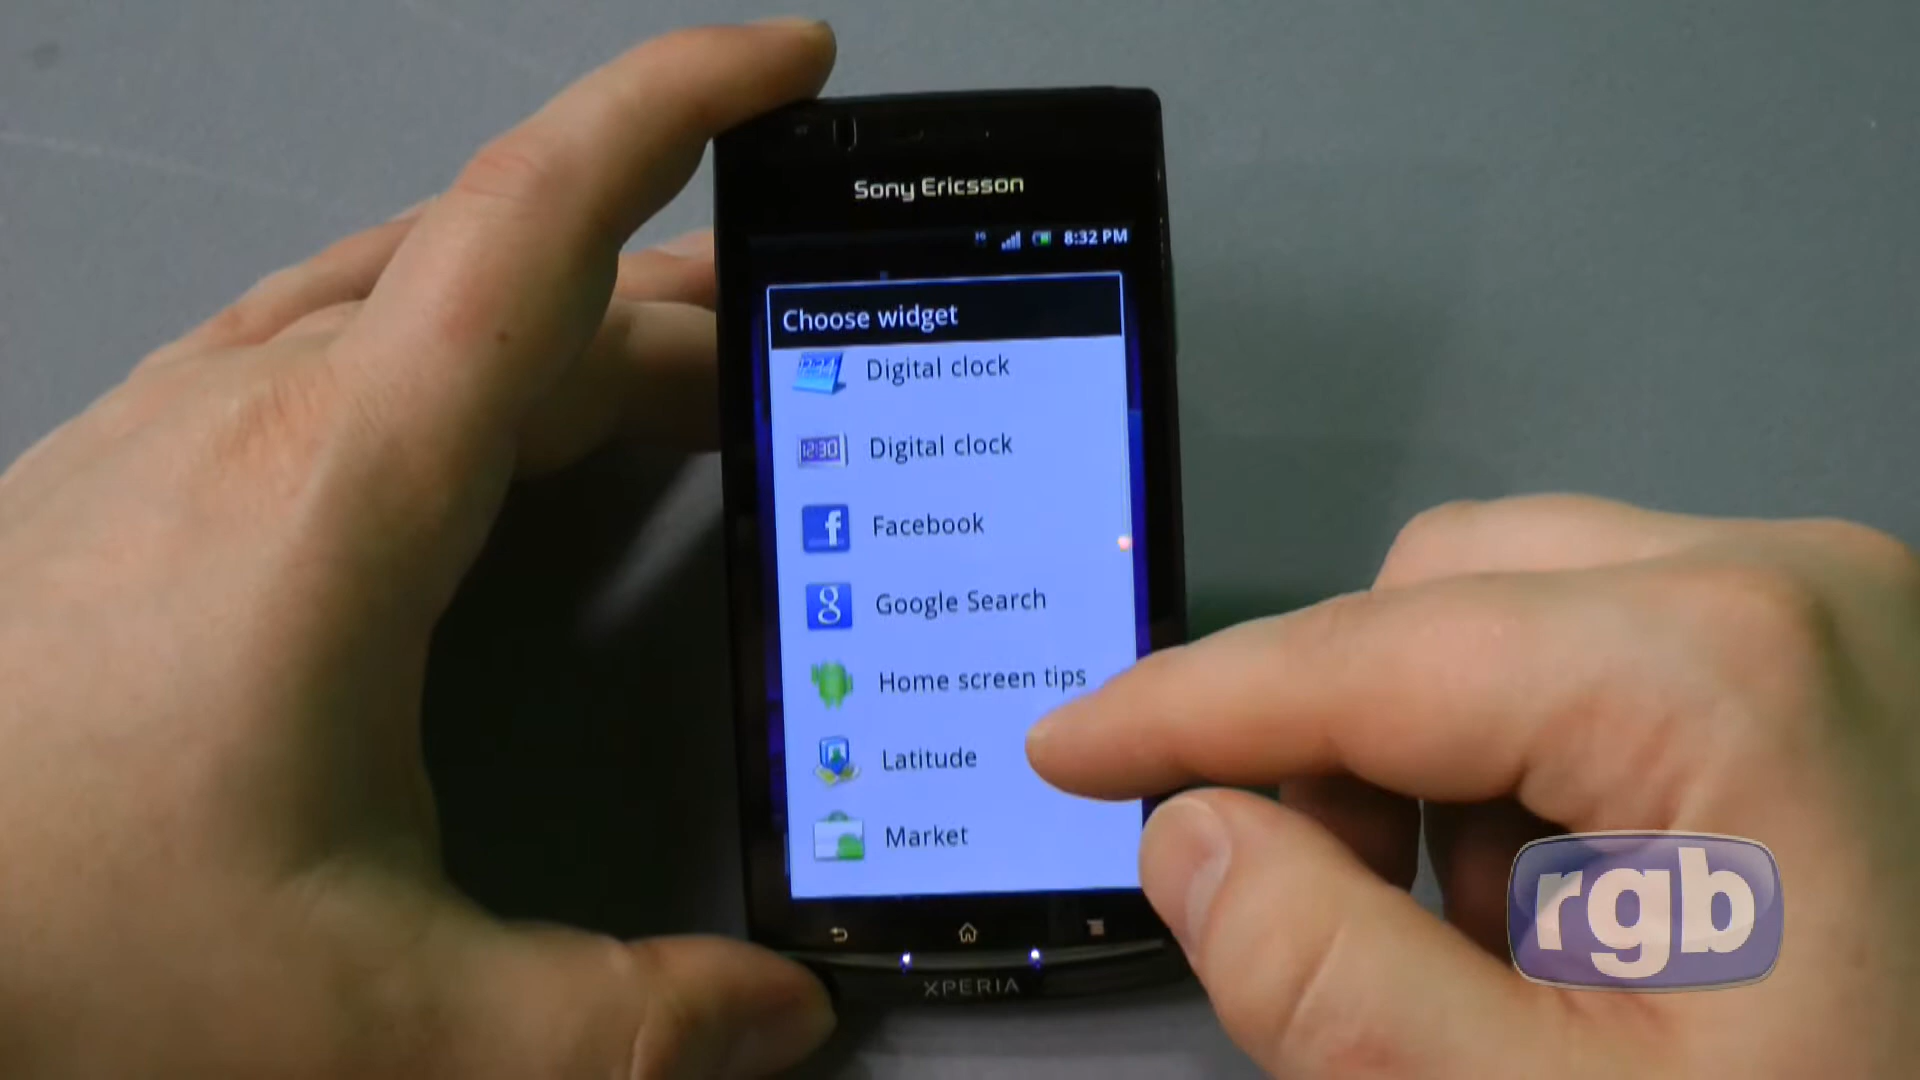 Sony Ericsson
8:32 PM
Choose widget
Digital clock
12:30 Digital clock
f Facebook
g Google Search
Home screen tips
Latitude
Market
XPERIA
rgb